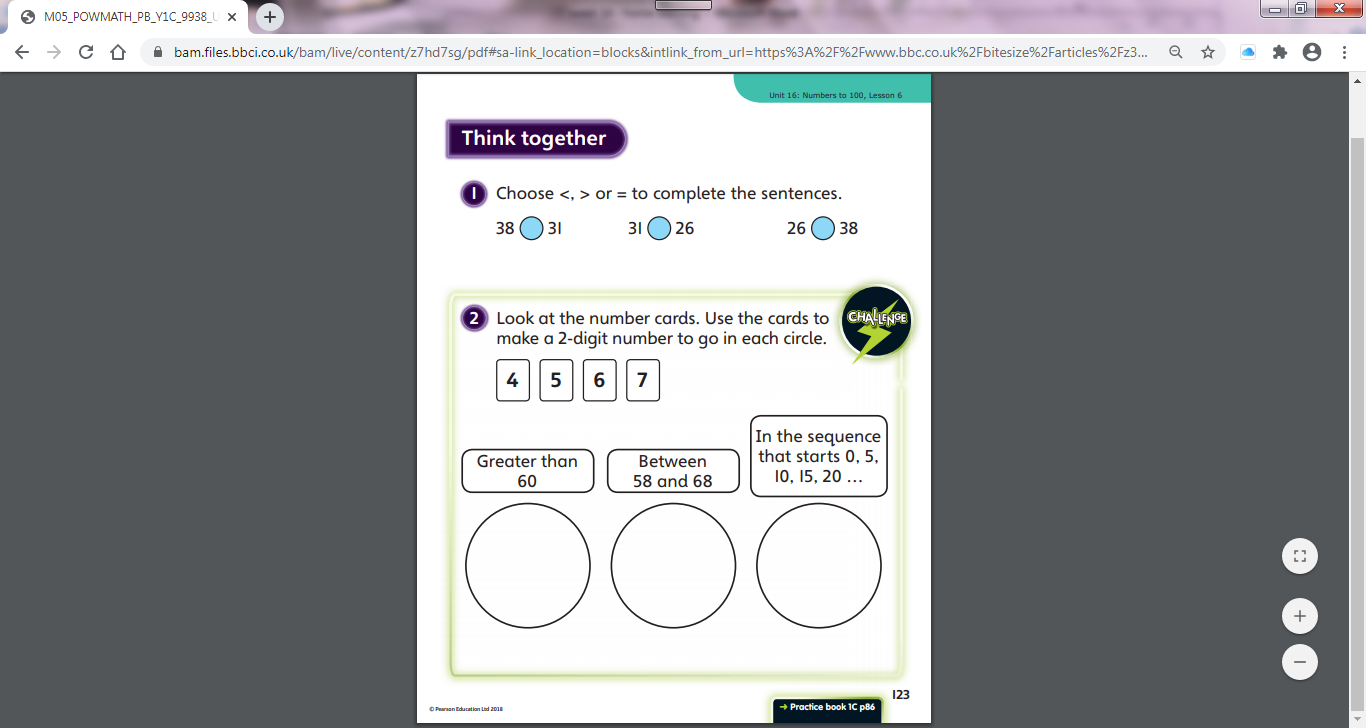 M05_POWMATH_PB_Y1C_9938_U
bam.files.bbci.co.uk/bam/live/content/z7hd7sg/pdf#sa-link_location=blocks&intlink_from_url=https%3A%2F%2Fwww.bbc.co.uk%2Fbitesize%2Farticles%2Fz3...
Unit 16: Numbers to 100, Lesson 6
Think together
1 Choose <, > or = to complete the sentences.
38 31 31 26 26 38
CHALLENGE
2 Look at the number cards. Use the cards to
make a 2-digit number to go in each circle.
4 5 6 7
Greater than
60
Between
58 and 68
In the sequence
that starts 0, 5,
10, 15, 20 ...
123
© Pearson Education Ltd 2018
→ Practice book 1C p86